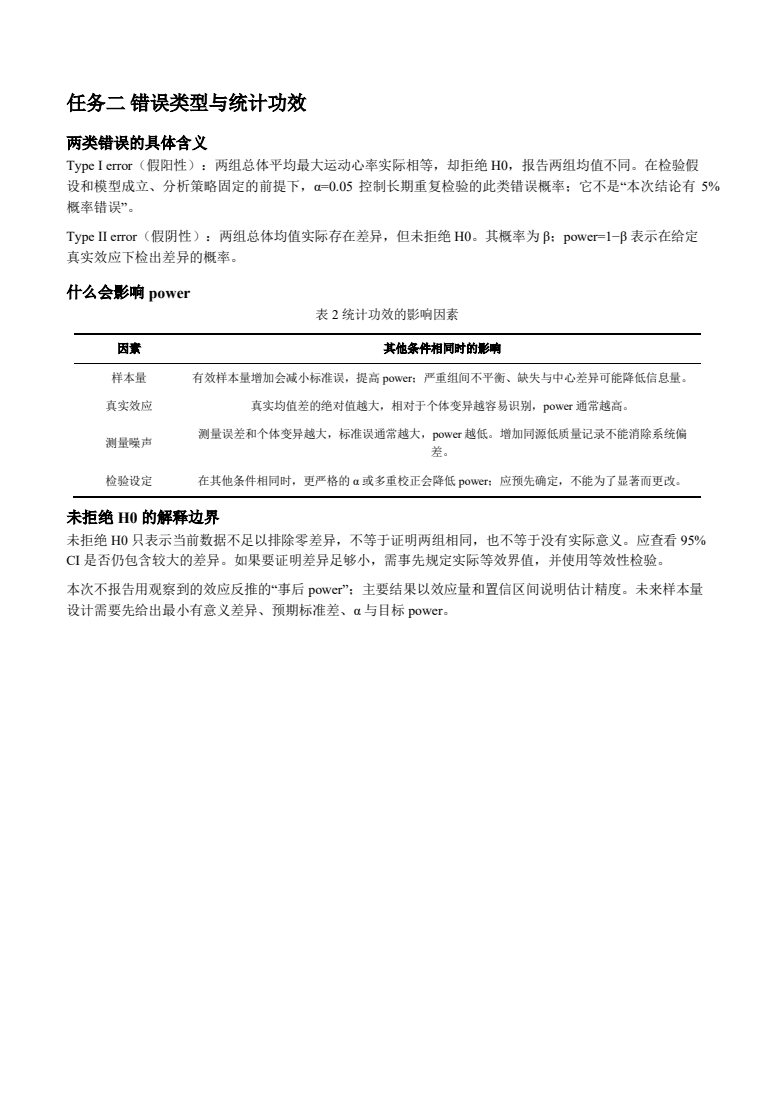 任务二 错误类型与统计功效
两类错误的具体含义
Type I error（假阳性）：两组总体平均最大运动心率实际相等，却拒绝 H0，报告两组均值不同。在检验假
设和模型成立、分析策略固定的前提下，α=0.05 控制长期重复检验的此类错误概率；它不是“本次结论有 5%
概率错误”。
Type II error（假阴性）：两组总体均值实际存在差异，但未拒绝 H0。其概率为 β；power=1−β 表示在给定
真实效应下检出差异的概率。
什么会影响 power
表 2 统计功效的影响因素
因素 其他条件相同时的影响
样本量 有效样本量增加会减小标准误，提高 power；严重组间不平衡、缺失与中心差异可能降低信息量。
真实效应 真实均值差的绝对值越大，相对于个体变异越容易识别，power 通常越高。
测量噪声 测量误差和个体变异越大，标准误通常越大，power 越低。增加同源低质量记录不能消除系统偏
差。
检验设定 在其他条件相同时，更严格的 α 或多重校正会降低 power；应预先确定，不能为了显著而更改。
未拒绝 H0 的解释边界
未拒绝 H0 只表示当前数据不足以排除零差异，不等于证明两组相同，也不等于没有实际意义。应查看 95%
CI 是否仍包含较大的差异。如果要证明差异足够小，需事先规定实际等效界值，并使用等效性检验。
本次不报告用观察到的效应反推的“事后 power”；主要结果以效应量和置信区间说明估计精度。未来样本量
设计需要先给出最小有意义差异、预期标准差、α 与目标 power。